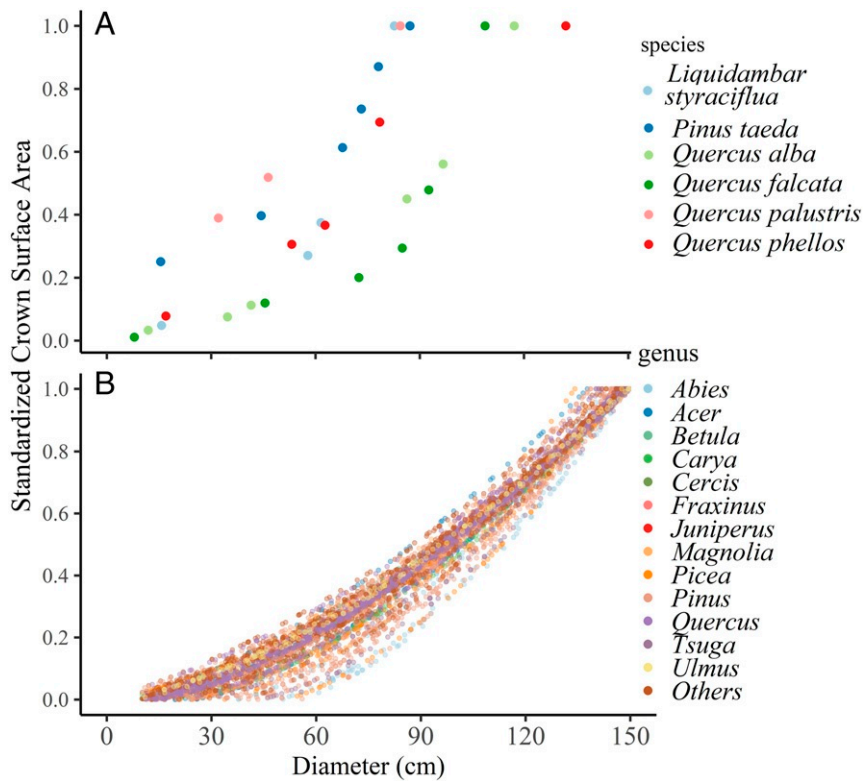 A
1.0
0.8
0.6
0.4
0.2
0.0
species
Liquidambar
styraciflua
Pinus taeda
Quercus alba
Quercus falcata
Quercus palustris
Quercus phellos
Standardized Crown Surface Area
B
1.0
0.8
0.6
0.4
0.2
0.0
genus
Abies
Acer
Betula
Carya
Cercis
Fraxinus
Juniperus
Magnolia
Picea
Pinus
Quercus
Tsuga
Ulmus
Others
0 30 60 90 120 150
Diameter (cm)